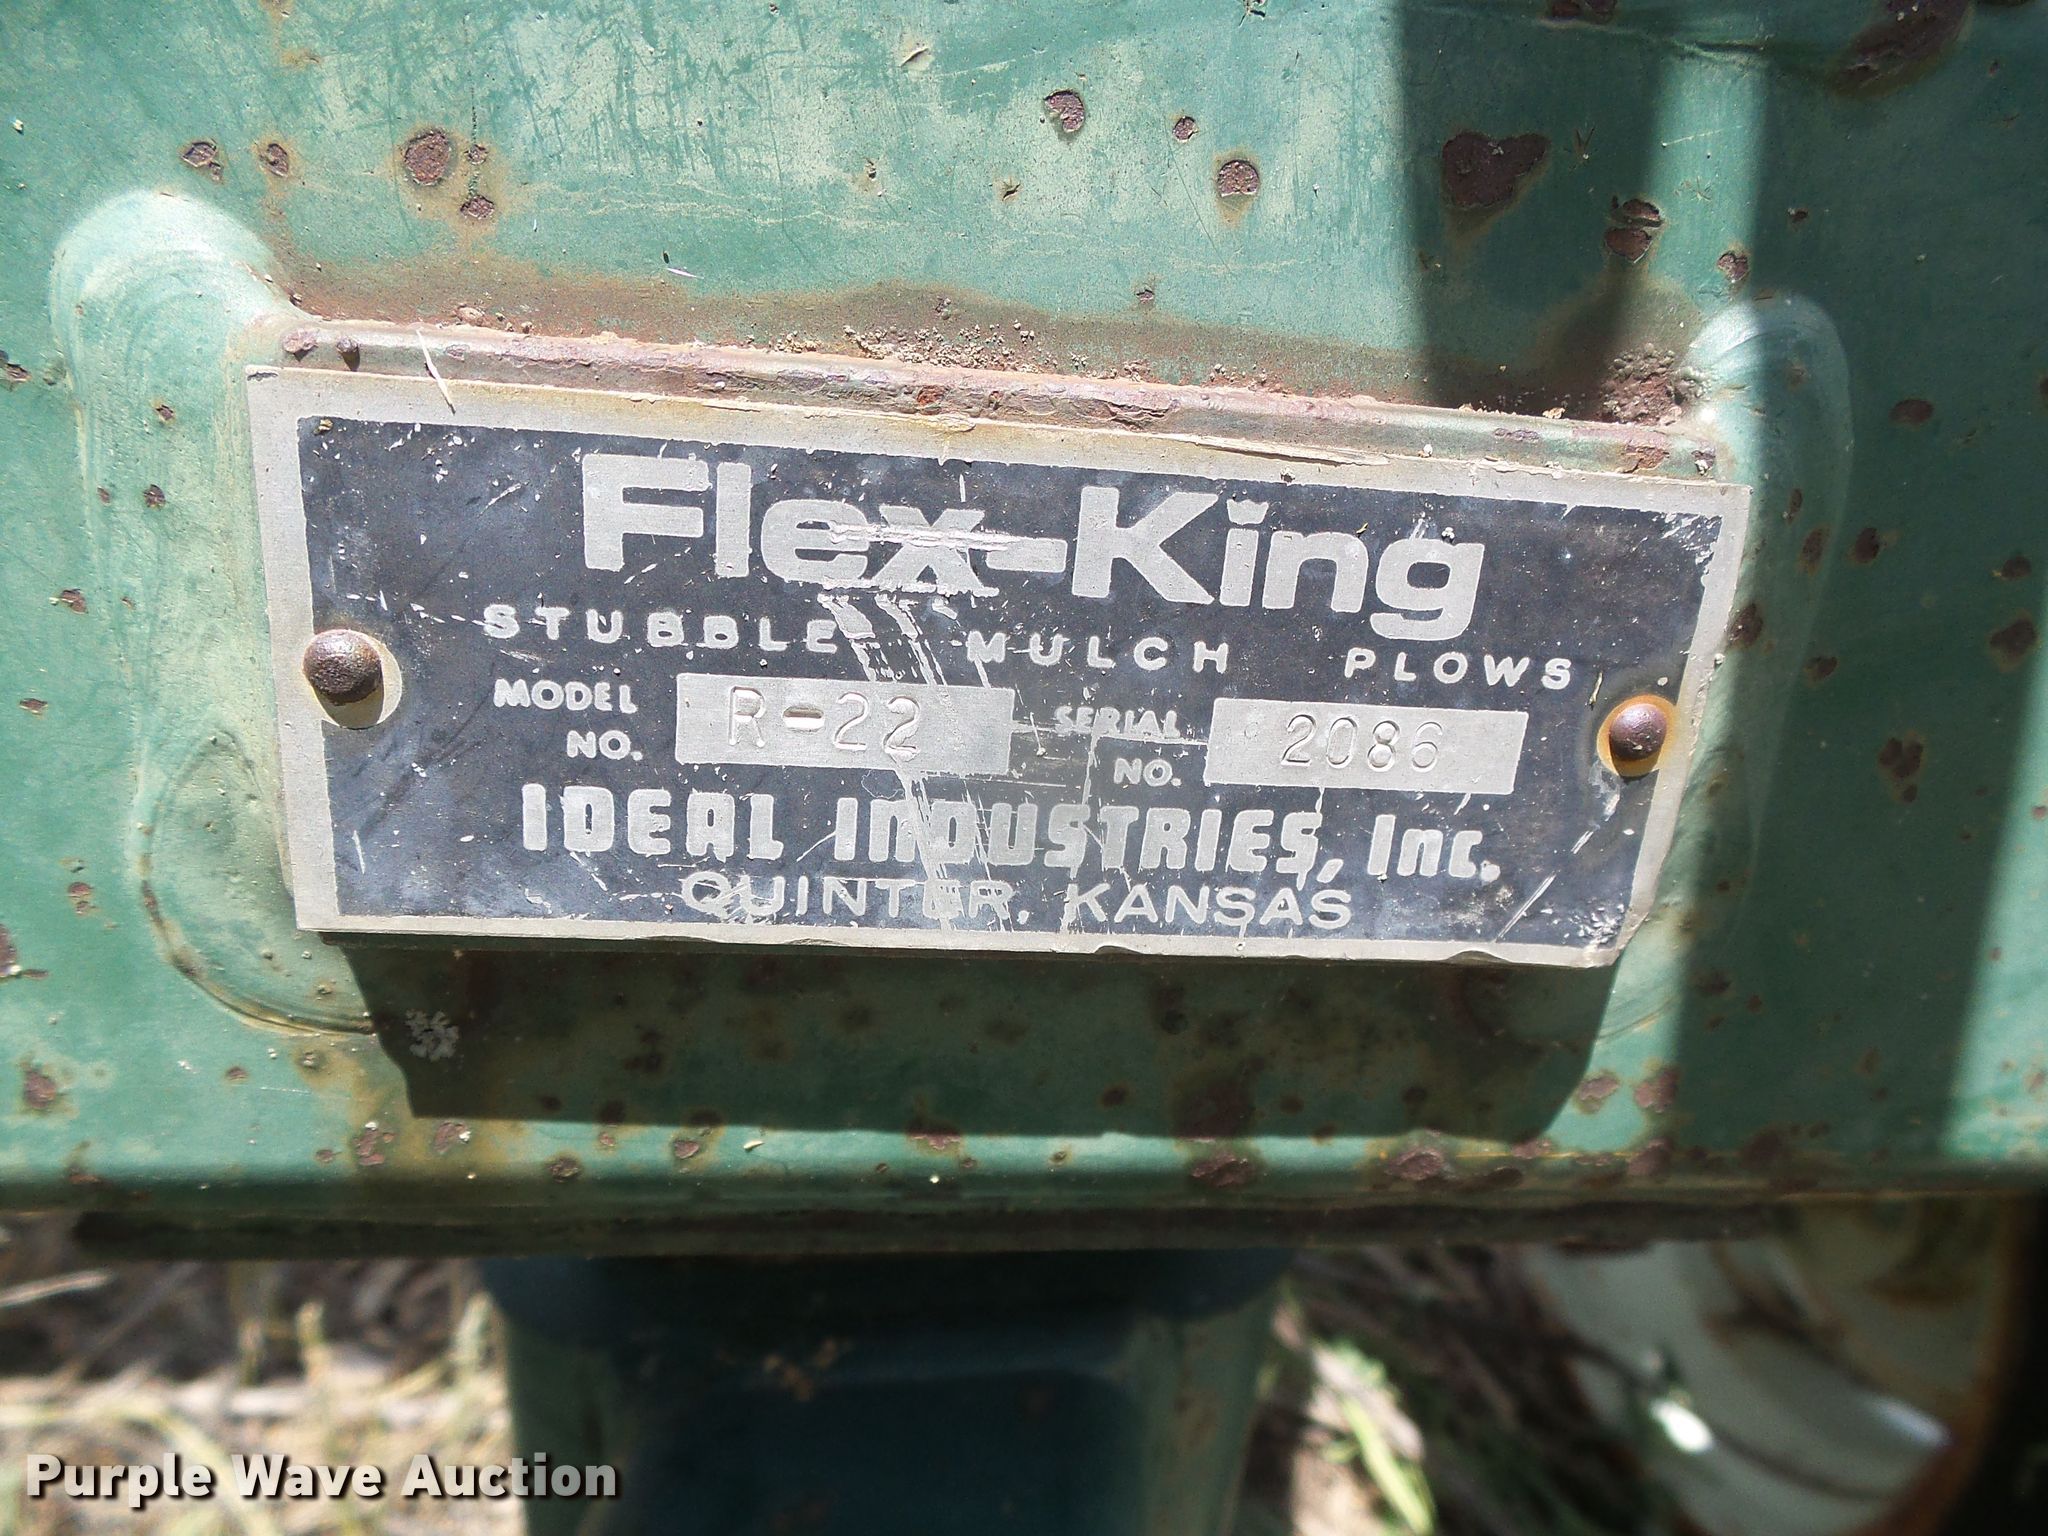 Flex-King
STUBBLE MULCH PLOWS
MODEL NO. R-22 SERIAL NO. 2086
IDEAL INDUSTRIES, Inc.
QUINTER, KANSAS
Purple Wave Auction